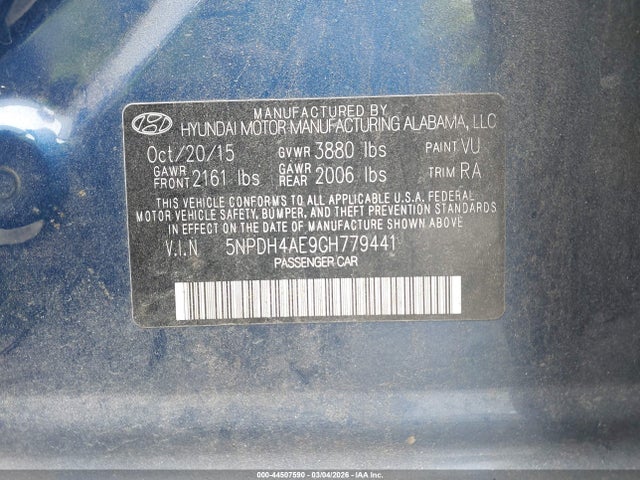 MANUFACTURED BY
HYUNDAI MOTOR MANUFACTURING ALABAMA, LLC
Oct/20/15 GVWR 3880 lbs PAINT VU
GAWR FRONT 2161 lbs GAWR REAR 2006 lbs TRIM RA
THIS VEHICLE CONFORMS TO ALL APPLICABLE U.S.A. FEDERAL
MOTOR VEHICLE SAFETY, BUMPER, AND THEFT PREVENTION STANDARDS
IN EFFECT ON THE DATE OF MANUFACTURE SHOWN ABOVE
V.I.N 5NPDH4AE9GH779441
PASSENGER CAR
000-44507590 - 03/04/2026 - IAA Inc.